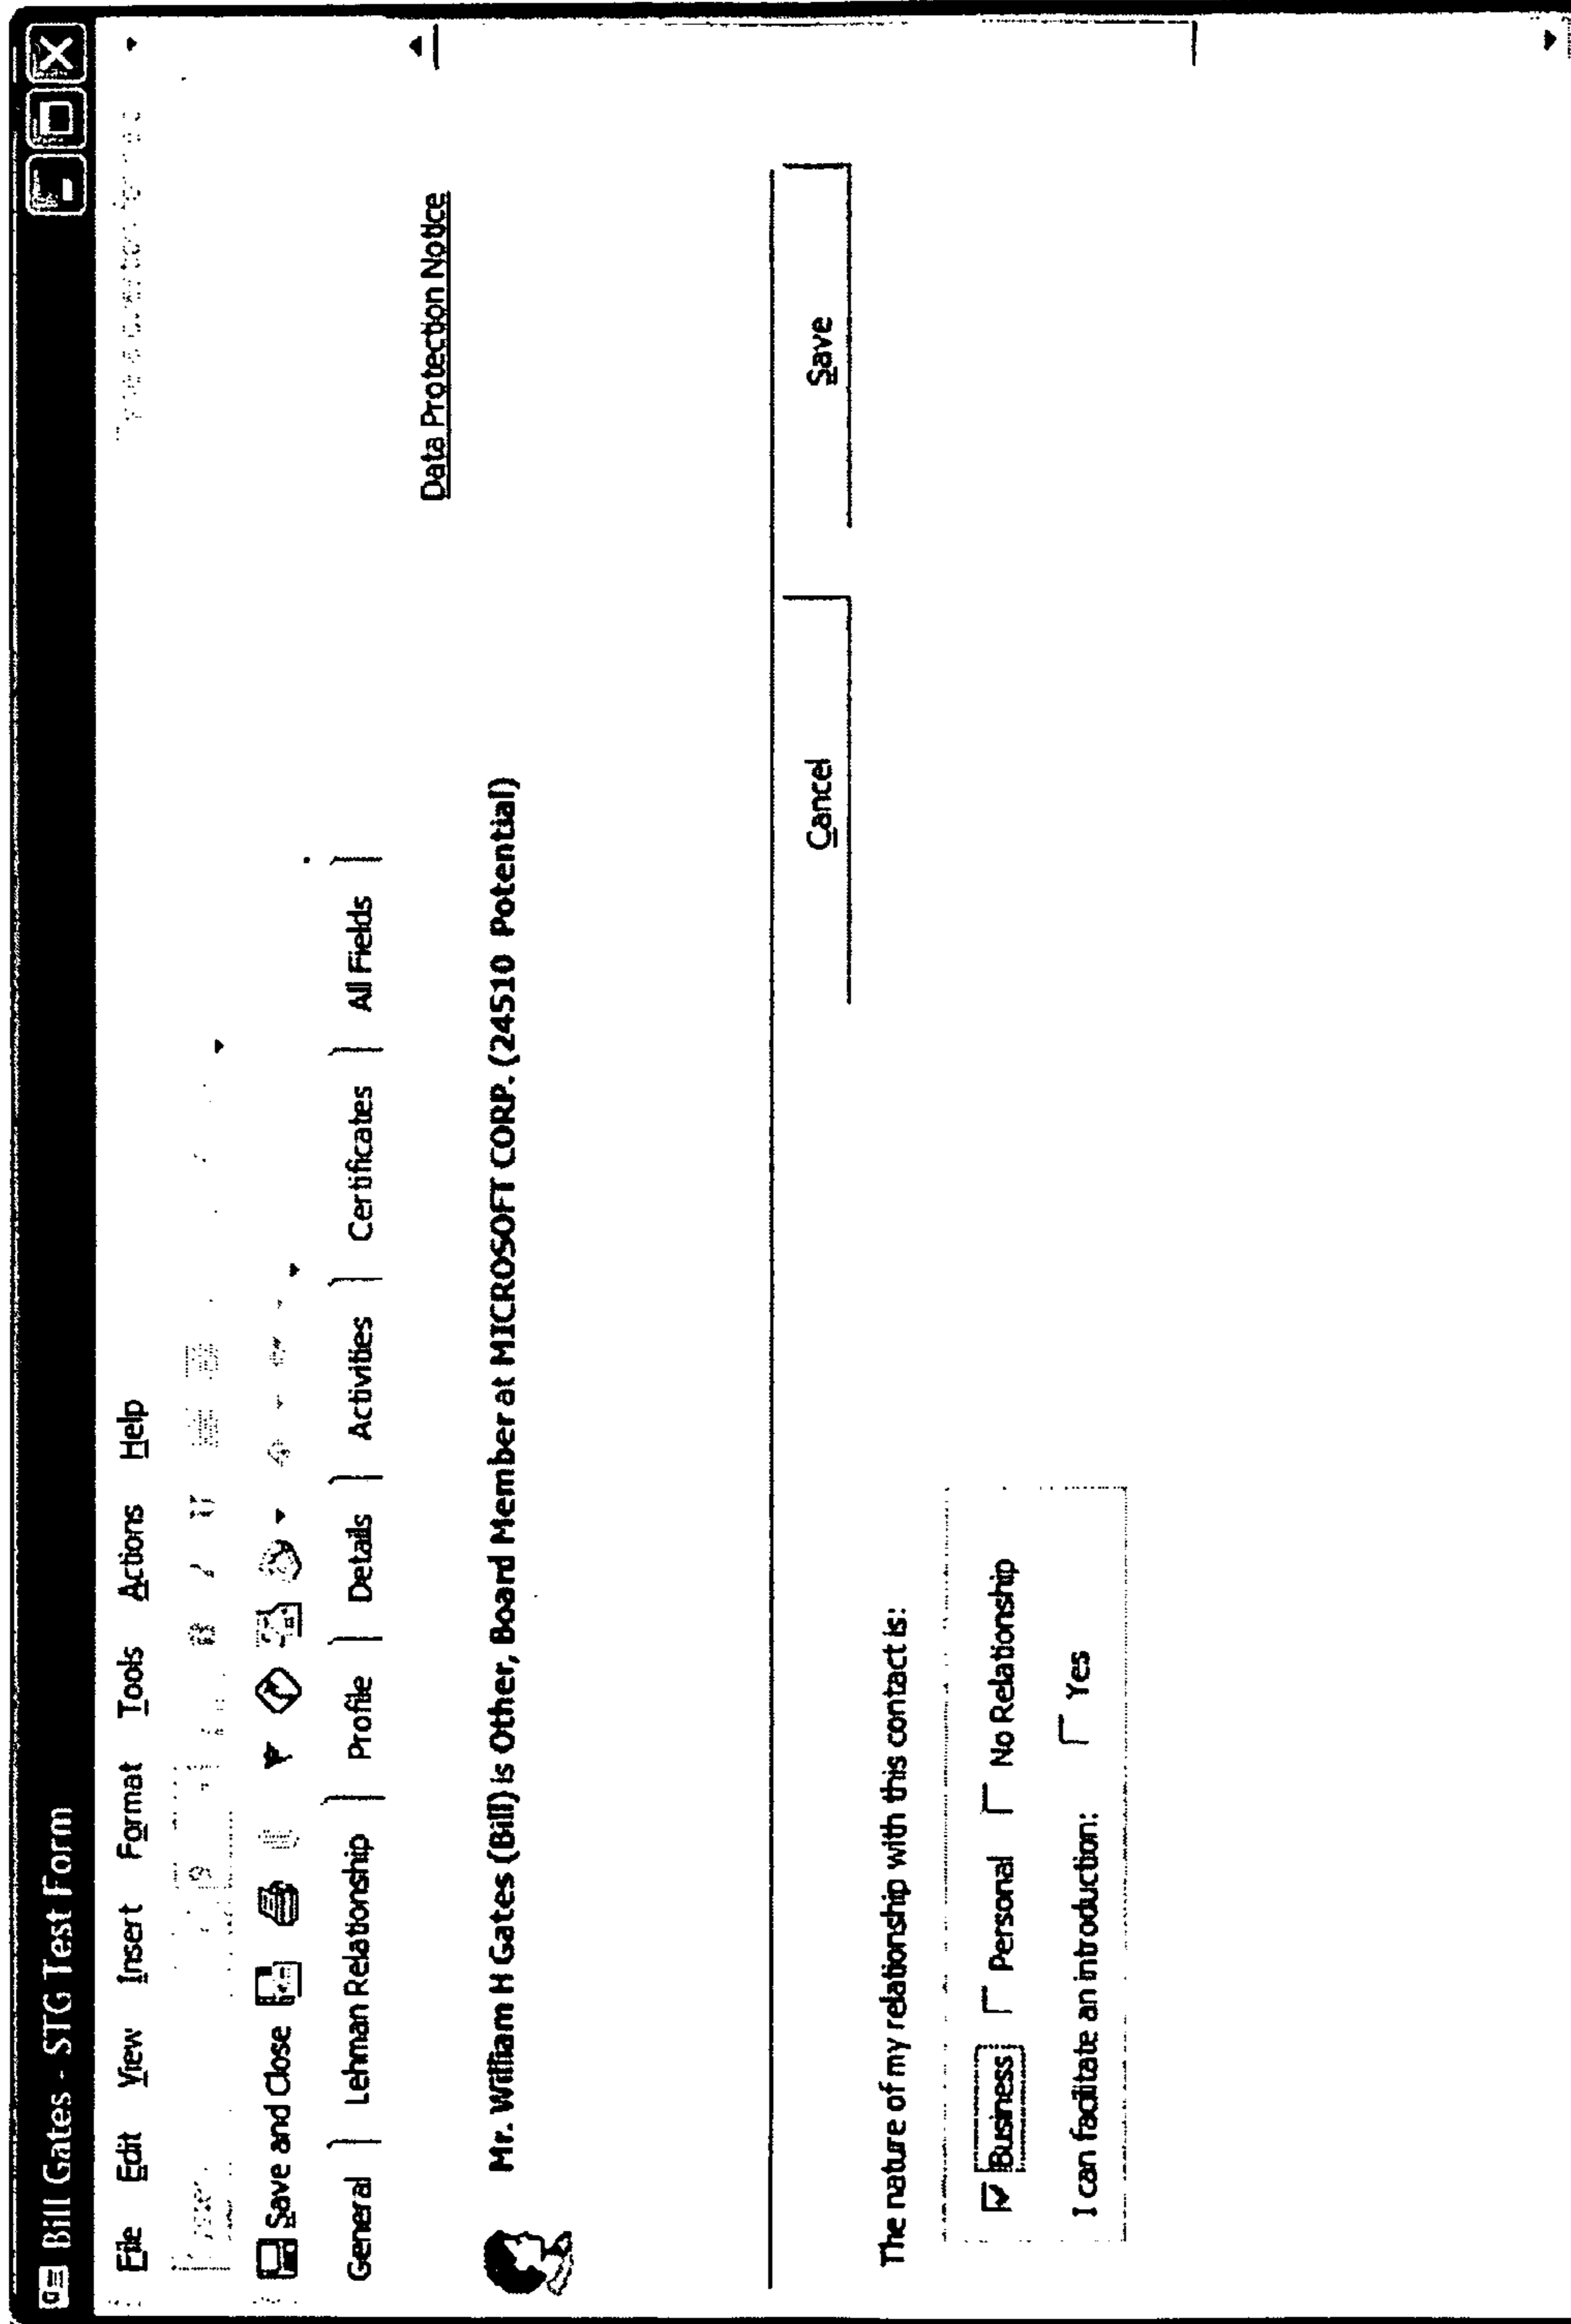 Bill Gates - STG Test Form
File Edit View Insert Format Tools Actions Help
Save and Close
General Lehman Relationship Profile Details Activities Certificates All Fields
Data Protection Notice
Mr. William H Gates (Bill) is Other, Board Member at MICROSOFT CORP. (24510 Potential)
Cancel Save
The nature of my relationship with this contact is:
Business Personal No Relationship
I can facilitate an introduction: Yes